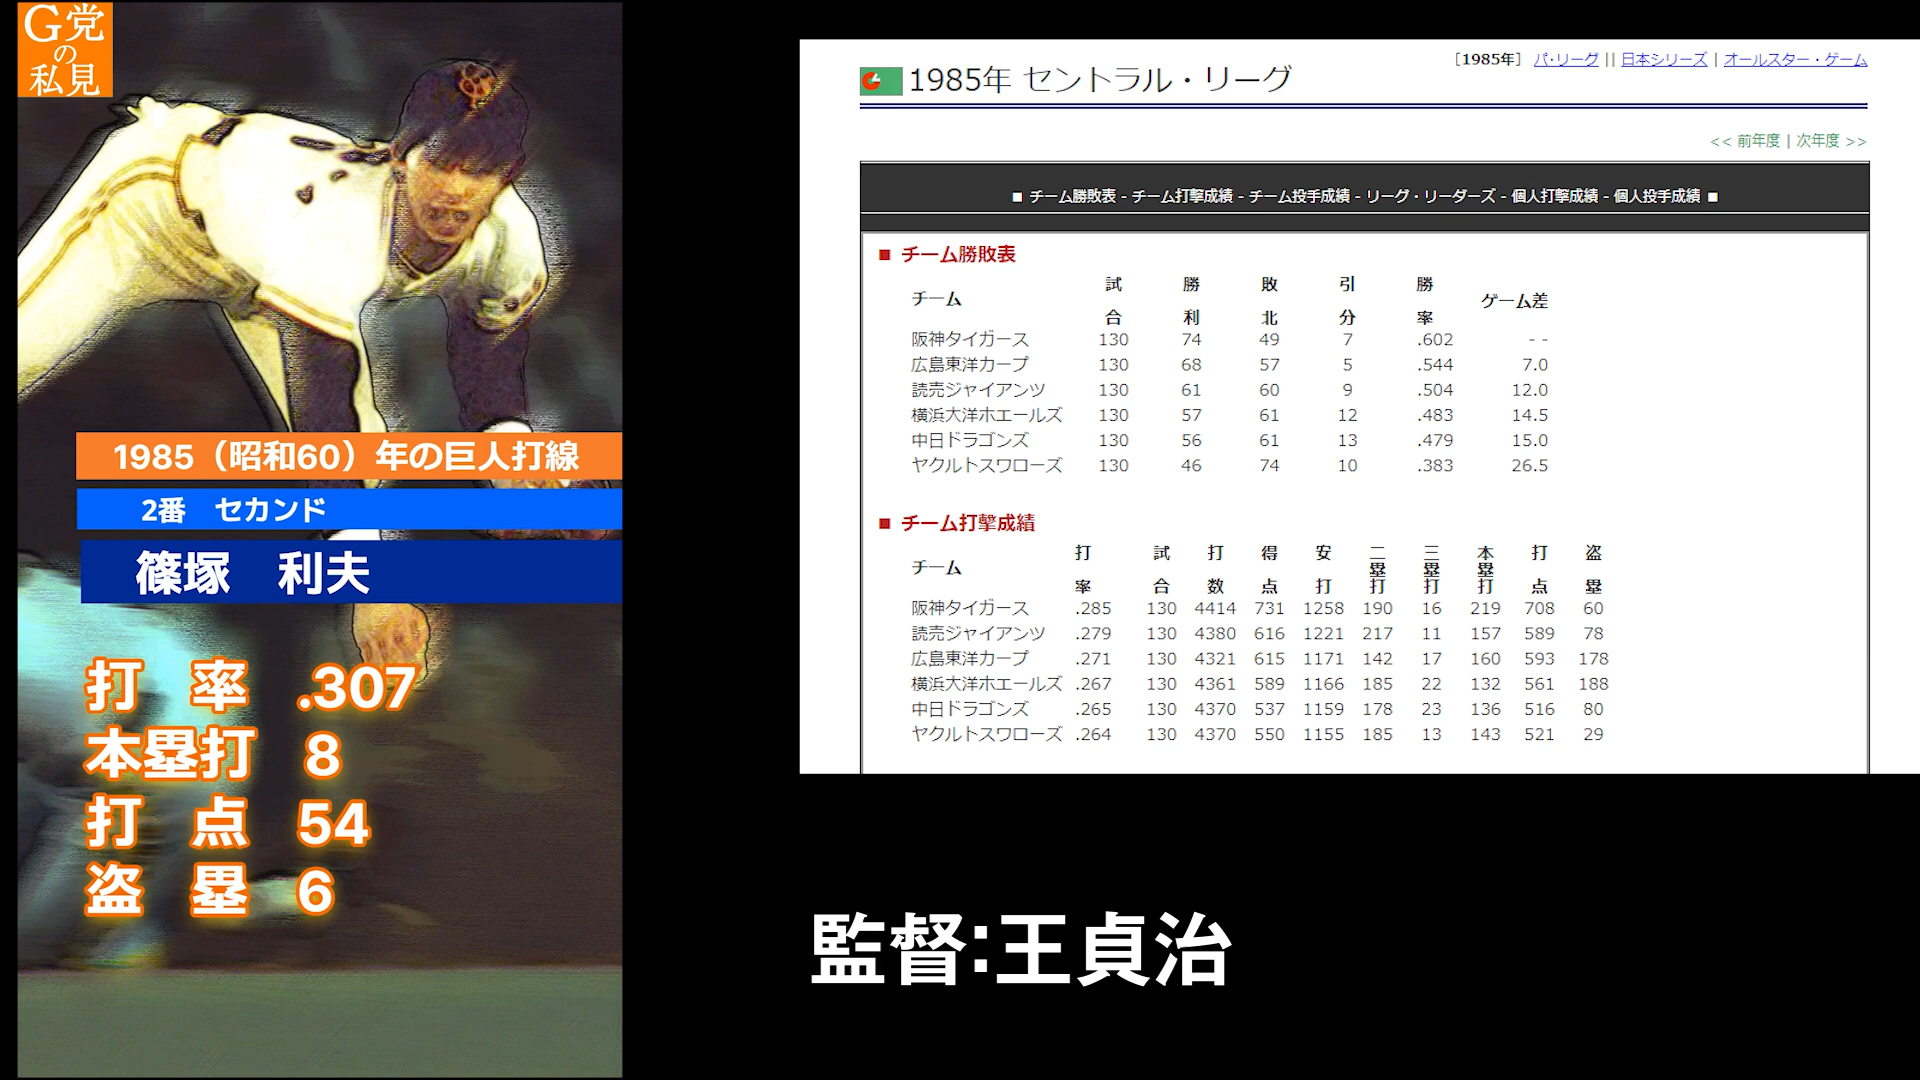 G党
の
私見
1985（昭和60）年の巨人打線
2番　セカンド
篠塚　利夫
打　率　.307
本塁打　8
打　点　54
盗　塁　6
［1985年］ パ・リーグ || 日本シリーズ | オールスター・ゲーム
1985年 セントラル・リーグ
<< 前年度 | 次年度 >>
■ チーム勝敗表 - チーム打撃成績 - チーム投手成績 - リーグ・リーダーズ - 個人打撃成績 - 個人投手成績 ■
■ チーム勝敗表
チーム 試合 勝利 敗北 引分 勝率 ゲーム差
阪神タイガース 130 74 49 7 .602 - -
広島東洋カープ 130 68 57 5 .544 7.0
読売ジャイアンツ 130 61 60 9 .504 12.0
横浜大洋ホエールズ 130 57 61 12 .483 14.5
中日ドラゴンズ 130 56 61 13 .479 15.0
ヤクルトスワローズ 130 46 74 10 .383 26.5
■ チーム打撃成績
チーム 打率 試合 打数 得点 安打 二塁打 三塁打 本塁打 打点 盗塁
阪神タイガース .285 130 4414 731 1258 190 16 219 708 60
読売ジャイアンツ .279 130 4380 616 1221 217 11 157 589 78
広島東洋カープ .271 130 4321 615 1171 142 17 160 593 178
横浜大洋ホエールズ .267 130 4361 589 1166 185 22 132 561 188
中日ドラゴンズ .265 130 4370 537 1159 178 23 136 516 80
ヤクルトスワローズ .264 130 4370 550 1155 185 13 143 521 29
監督:王貞治